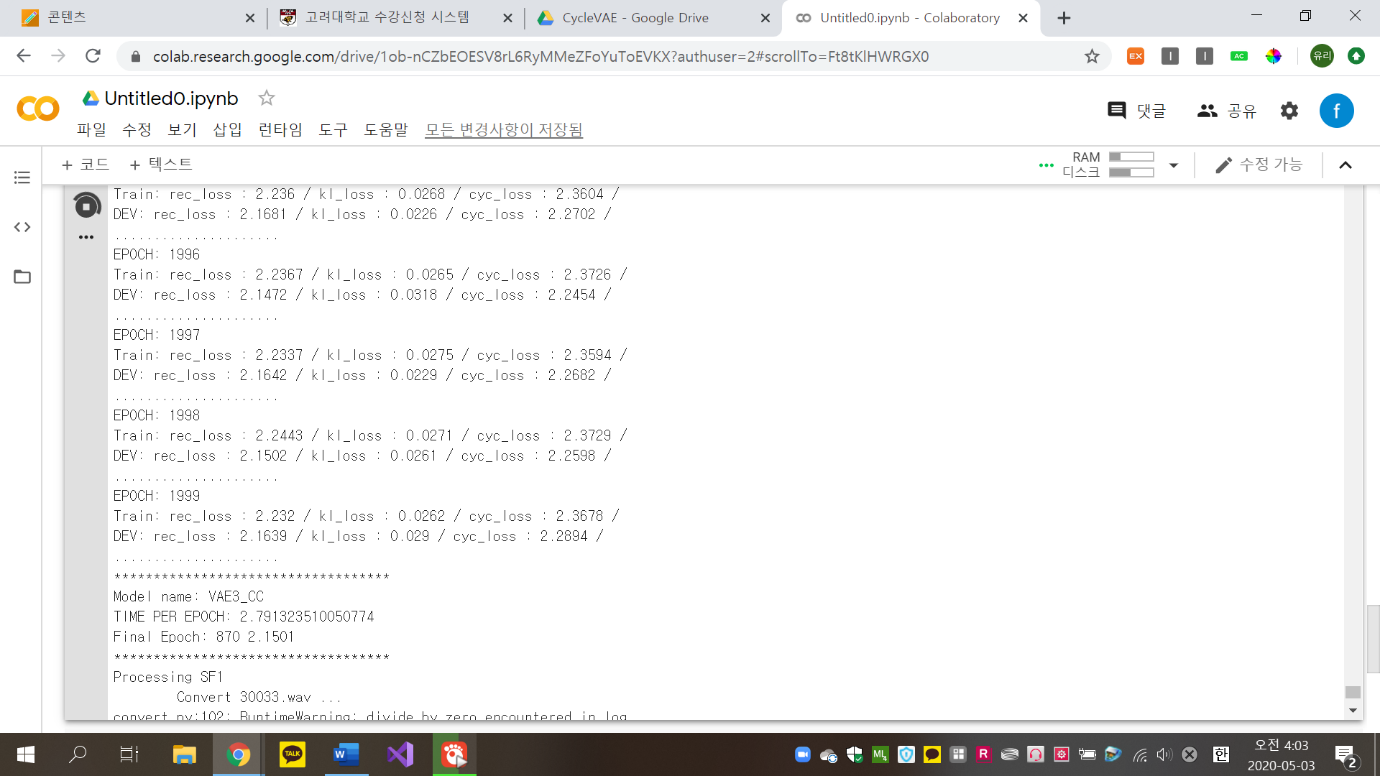 콘텐츠
고려대학교 수강신청 시스템
CycleVAE - Google Drive
Untitled0.ipynb - Colaboratory
colab.research.google.com/drive/1ob-nCZbEOESV8rL6RyMMeZFoYuToEVKX?authuser=2#scrollTo=Ft8tKlHWRGX0
EX
AC
유리
Untitled0.ipynb
댓글
공유
f
파일 수정 보기 삽입 런타임 도구 도움말 모든 변경사항이 저장됨
+ 코드 + 텍스트
RAM
디스크
수정 가능
Train: rec_loss : 2.236 / kl_loss : 0.0268 / cyc_loss : 2.3604 /
DEV: rec_loss : 2.1681 / kl_loss : 0.0226 / cyc_loss : 2.2702 /
.....................
EPOCH: 1996
Train: rec_loss : 2.2367 / kl_loss : 0.0265 / cyc_loss : 2.3726 /
DEV: rec_loss : 2.1472 / kl_loss : 0.0318 / cyc_loss : 2.2454 /
.....................
EPOCH: 1997
Train: rec_loss : 2.2337 / kl_loss : 0.0275 / cyc_loss : 2.3594 /
DEV: rec_loss : 2.1642 / kl_loss : 0.0229 / cyc_loss : 2.2682 /
.....................
EPOCH: 1998
Train: rec_loss : 2.2443 / kl_loss : 0.0271 / cyc_loss : 2.3729 /
DEV: rec_loss : 2.1502 / kl_loss : 0.0261 / cyc_loss : 2.2598 /
.....................
EPOCH: 1999
Train: rec_loss : 2.232 / kl_loss : 0.0262 / cyc_loss : 2.3678 /
DEV: rec_loss : 2.1639 / kl_loss : 0.029 / cyc_loss : 2.2894 /
.....................
***********************************
Model name: VAE3_CC
TIME PER EPOCH: 2.791323510050774
Final Epoch: 870 2.1501
***********************************
Processing SF1
Convert 30033.wav ...
convert.py:102: RuntimeWarning: divide by zero encountered in log
TALK
W
ML
R
한
오전 4:03
2020-05-03
2